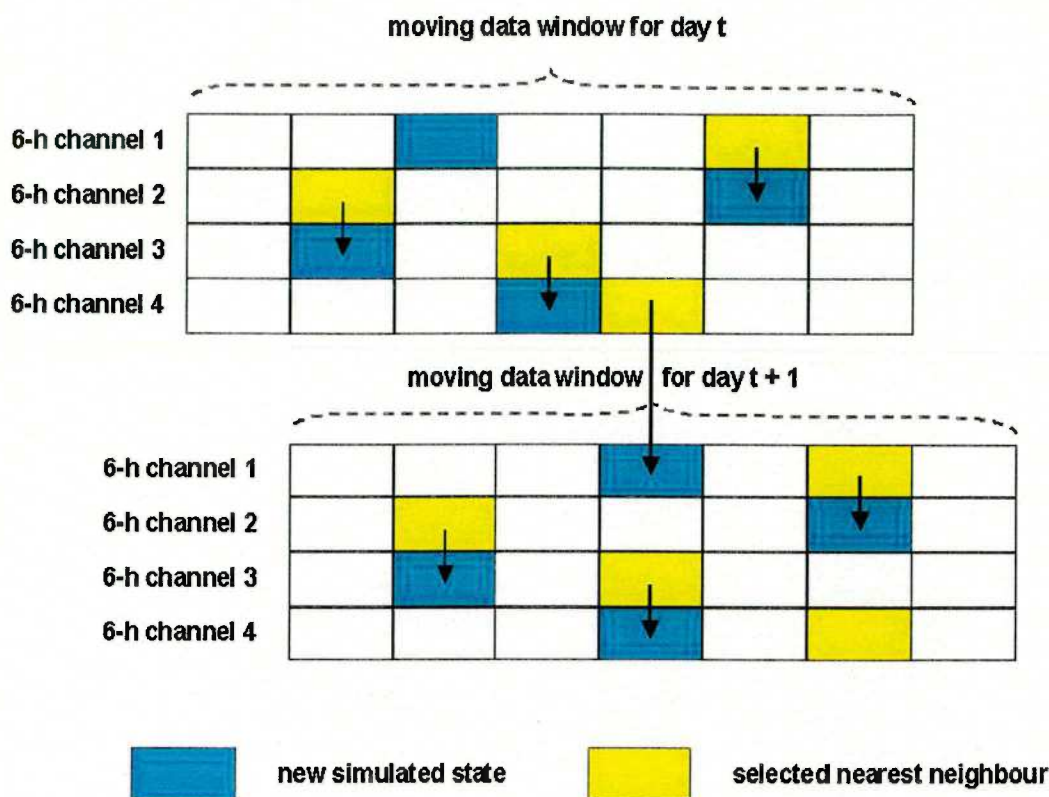 moving data window for day t
6-h channel 1
6-h channel 2
6-h channel 3
6-h channel 4
moving data window for day t + 1
6-h channel 1
6-h channel 2
6-h channel 3
6-h channel 4
new simulated state
selected nearest neighbour